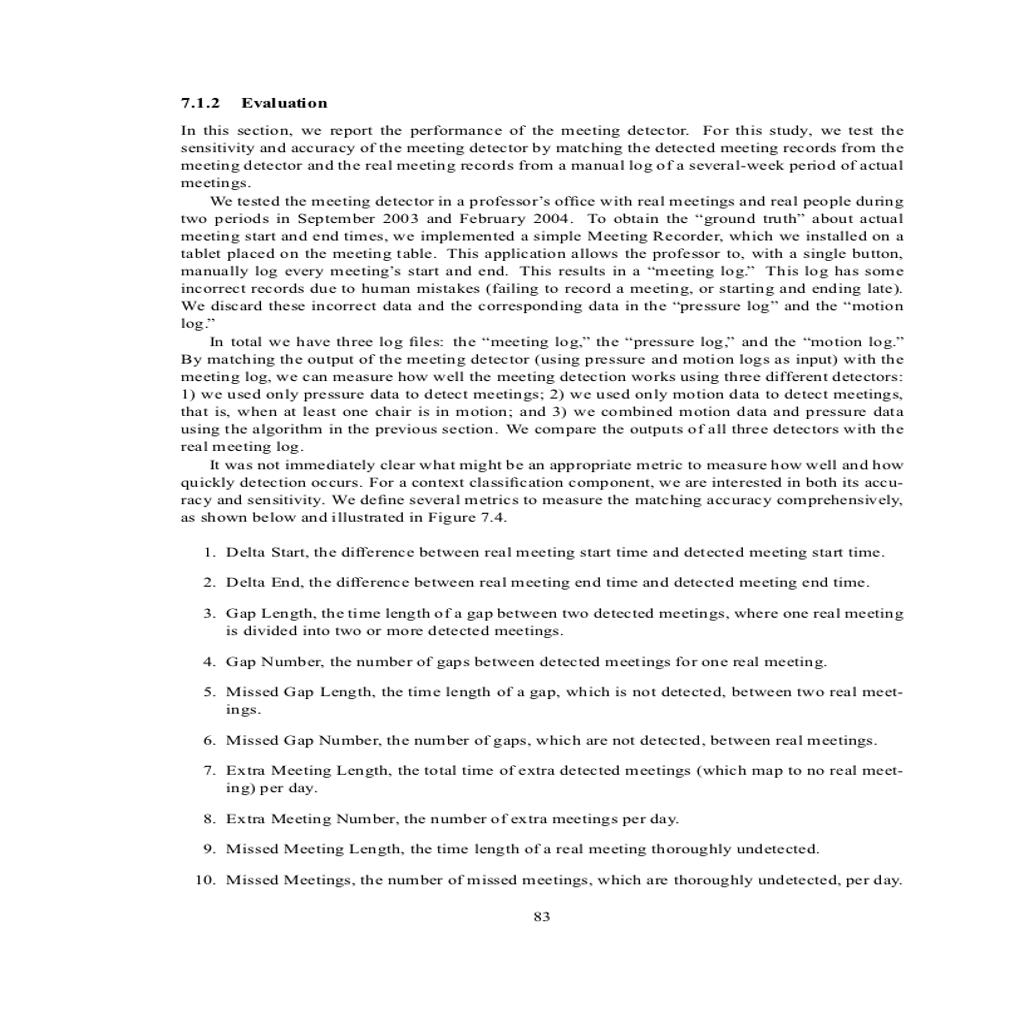 7.1.2 Evaluation
In this section, we report the performance of the meeting detector. For this study, we test the
sensitivity and accuracy of the meeting detector by matching the detected meeting records from the
meeting detector and the real meeting records from a manual log of a several-week period of actual
meetings.
We tested the meeting detector in a professor's office with real meetings and real people during
two periods in September 2003 and February 2004. To obtain the “ground truth” about actual
meeting start and end times, we implemented a simple Meeting Recorder, which we installed on a
tablet placed on the meeting table. This application allows the professor to, with a single button,
manually log every meeting's start and end. This results in a “meeting log.” This log has some
incorrect records due to human mistakes (failing to record a meeting, or starting and ending late).
We discard these incorrect data and the corresponding data in the “pressure log” and the “motion
log.”
In total we have three log files: the “meeting log,” the “pressure log,” and the “motion log.”
By matching the output of the meeting detector (using pressure and motion logs as input) with the
meeting log, we can measure how well the meeting detection works using three different detectors:
1) we used only pressure data to detect meetings; 2) we used only motion data to detect meetings,
that is, when at least one chair is in motion; and 3) we combined motion data and pressure data
using the algorithm in the previous section. We compare the outputs of all three detectors with the
real meeting log.
It was not immediately clear what might be an appropriate metric to measure how well and how
quickly detection occurs. For a context classification component, we are interested in both its accu-
racy and sensitivity. We define several metrics to measure the matching accuracy comprehensively,
as shown below and illustrated in Figure 7.4.
1. Delta Start, the difference between real meeting start time and detected meeting start time.
2. Delta End, the difference between real meeting end time and detected meeting end time.
3. Gap Length, the time length of a gap between two detected meetings, where one real meeting
is divided into two or more detected meetings.
4. Gap Number, the number of gaps between detected meetings for one real meeting.
5. Missed Gap Length, the time length of a gap, which is not detected, between two real meet-
ings.
6. Missed Gap Number, the number of gaps, which are not detected, between real meetings.
7. Extra Meeting Length, the total time of extra detected meetings (which map to no real meet-
ing) per day.
8. Extra Meeting Number, the number of extra meetings per day.
9. Missed Meeting Length, the time length of a real meeting thoroughly undetected.
10. Missed Meetings, the number of missed meetings, which are thoroughly undetected, per day.
83